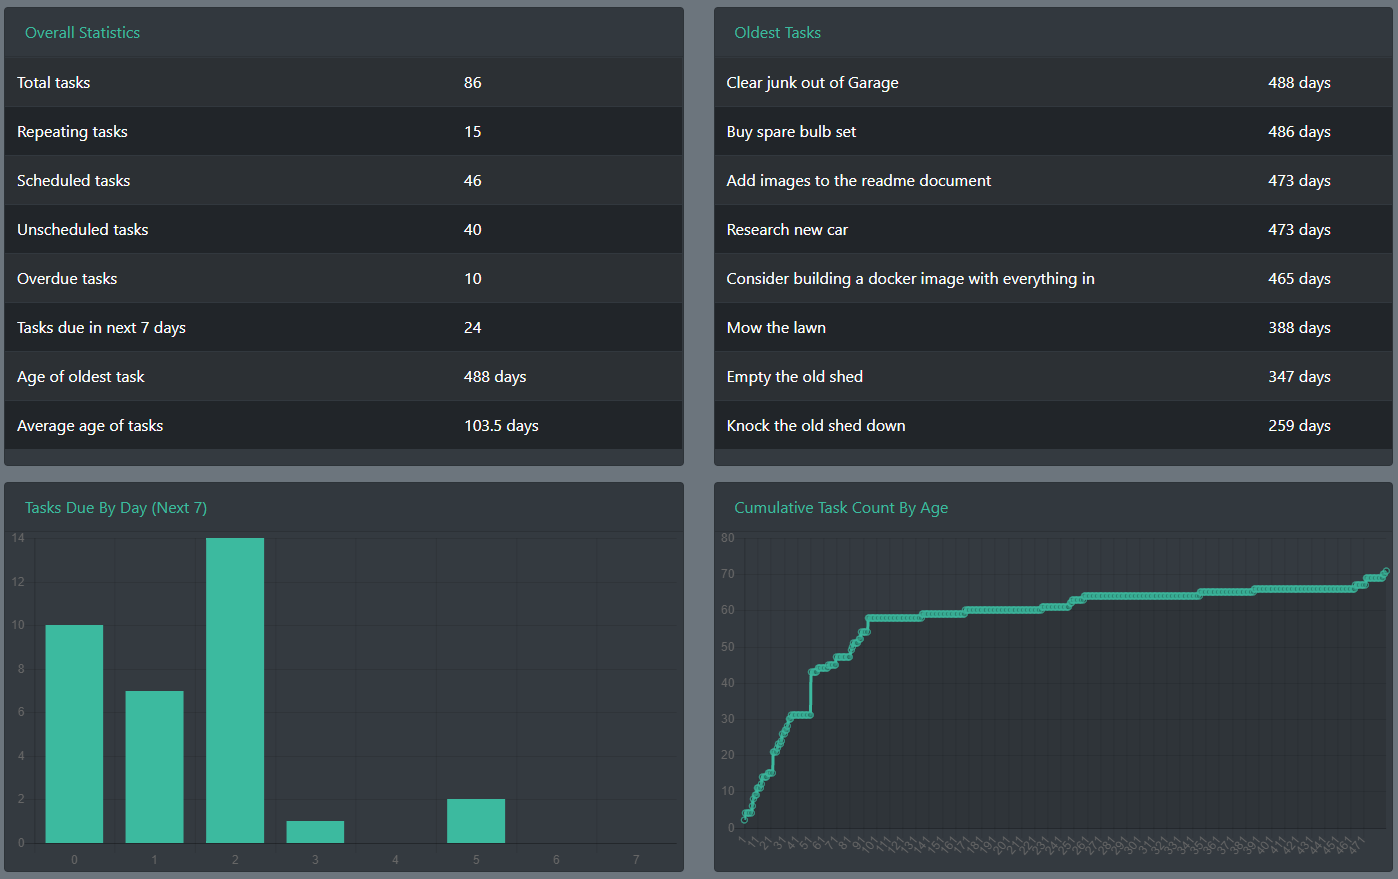 Overall Statistics
Total tasks 86
Repeating tasks 15
Scheduled tasks 46
Unscheduled tasks 40
Overdue tasks 10
Tasks due in next 7 days 24
Age of oldest task 488 days
Average age of tasks 103.5 days
Oldest Tasks
Clear junk out of Garage 488 days
Buy spare bulb set 486 days
Add images to the readme document 473 days
Research new car 473 days
Consider building a docker image with everything in 465 days
Mow the lawn 388 days
Empty the old shed 347 days
Knock the old shed down 259 days
Tasks Due By Day (Next 7)
14
12
10
8
6
4
2
0
0 1 2 3 4 5 6 7
Cumulative Task Count By Age
80
70
60
50
40
30
20
10
0
1 11 21 31 41 51 61 71 81 91 101 111 121 131 141 151 161 171 181 191 201 211 221 231 241 251 261 271 281 291 301 311 321 331 341 351 361 371 381 391 401 411 421 431 441 451 461 471